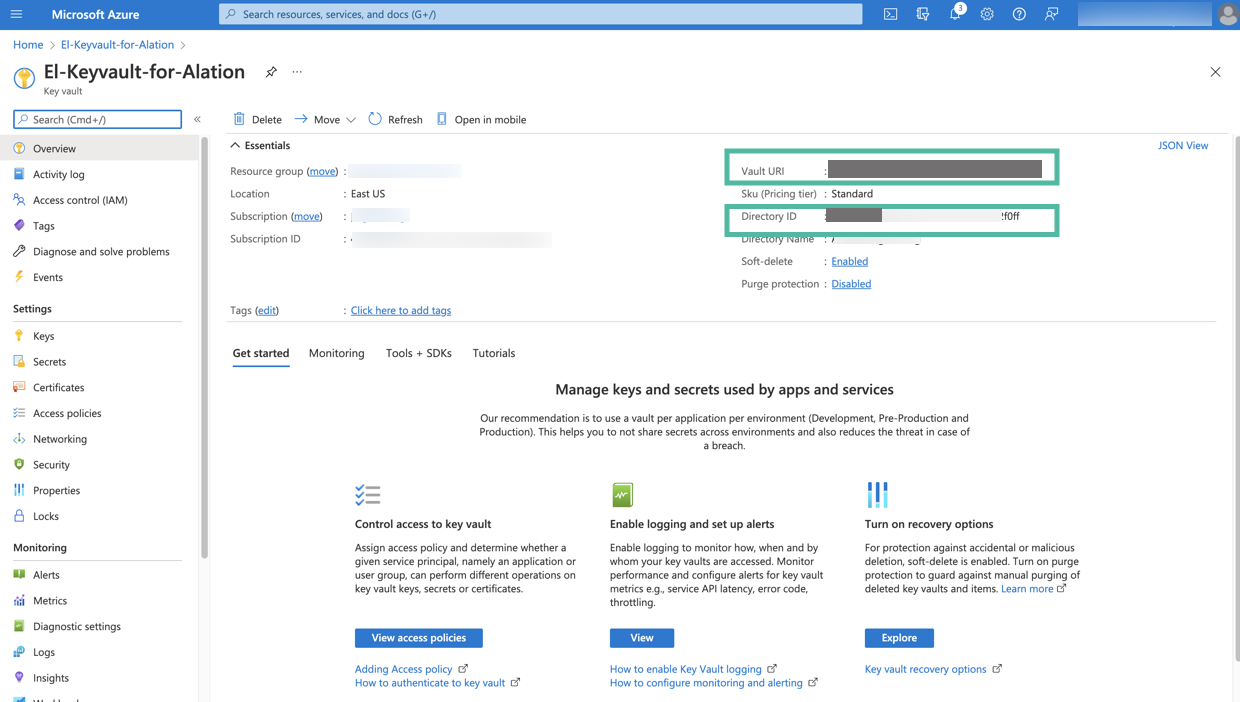 Microsoft Azure
Search resources, services, and docs (G+/)
3
Home > El-Keyvault-for-Alation >
El-Keyvault-for-Alation
Key vault
Search (Cmd+/)
«
Delete
Move
Refresh
Open in mobile
Overview
Activity log
Access control (IAM)
Tags
Diagnose and solve problems
Events
Settings
Keys
Secrets
Certificates
Access policies
Networking
Security
Properties
Locks
Monitoring
Alerts
Metrics
Diagnostic settings
Logs
Insights
Essentials
JSON View
Resource group (move) :
Location : East US
Subscription (move) :
Subscription ID :
Vault URI :
Sku (Pricing tier) : Standard
Directory ID : 2f0ff
Directory Name :
Soft-delete : Enabled
Purge protection : Disabled
Tags (edit) : Click here to add tags
Get started Monitoring Tools + SDKs Tutorials
Manage keys and secrets used by apps and services
Our recommendation is to use a vault per application per environment (Development, Pre-Production and
Production). This helps you to not share secrets across environments and also reduces the threat in case of
a breach.
Control access to key vault
Assign access policy and determine whether a
given service principal, namely an application or
user group, can perform different operations on
key vault keys, secrets or certificates.
View access policies
Adding Access policy
How to authenticate to key vault
Enable logging and set up alerts
Enable logging to monitor how, when and by
whom your key vaults are accessed. Monitor
performance and configure alerts for key vault
metrics e.g., service API latency, error code,
throttling.
View
How to enable Key Vault logging
How to configure monitoring and alerting
Turn on recovery options
For protection against accidental or malicious
deletion, soft-delete is enabled. Turn on purge
protection to guard against manual purging of
deleted key vaults and items. Learn more
Explore
Key vault recovery options